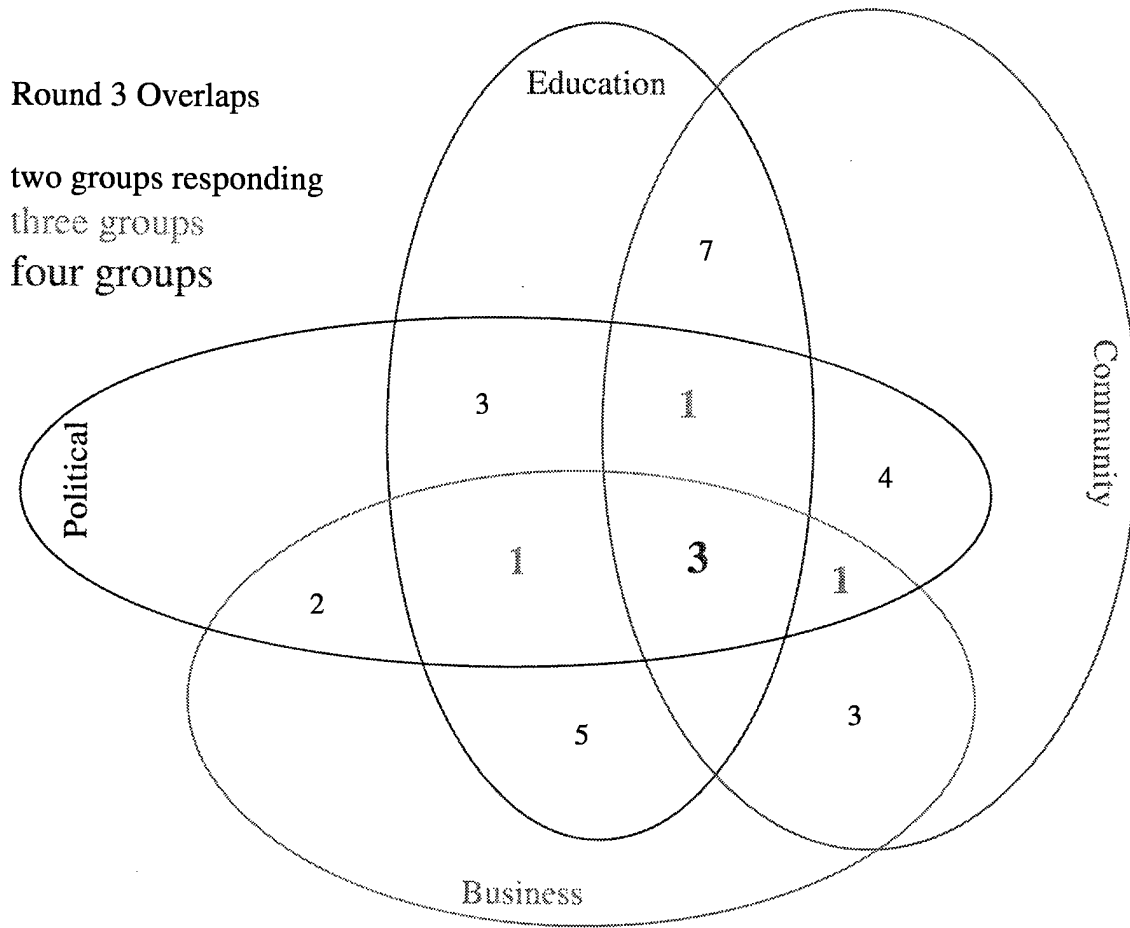 Round 3 Overlaps
two groups responding
three groups
four groups
Education
7
Community
3
1
4
Political
1
3
1
2
5
3
Business